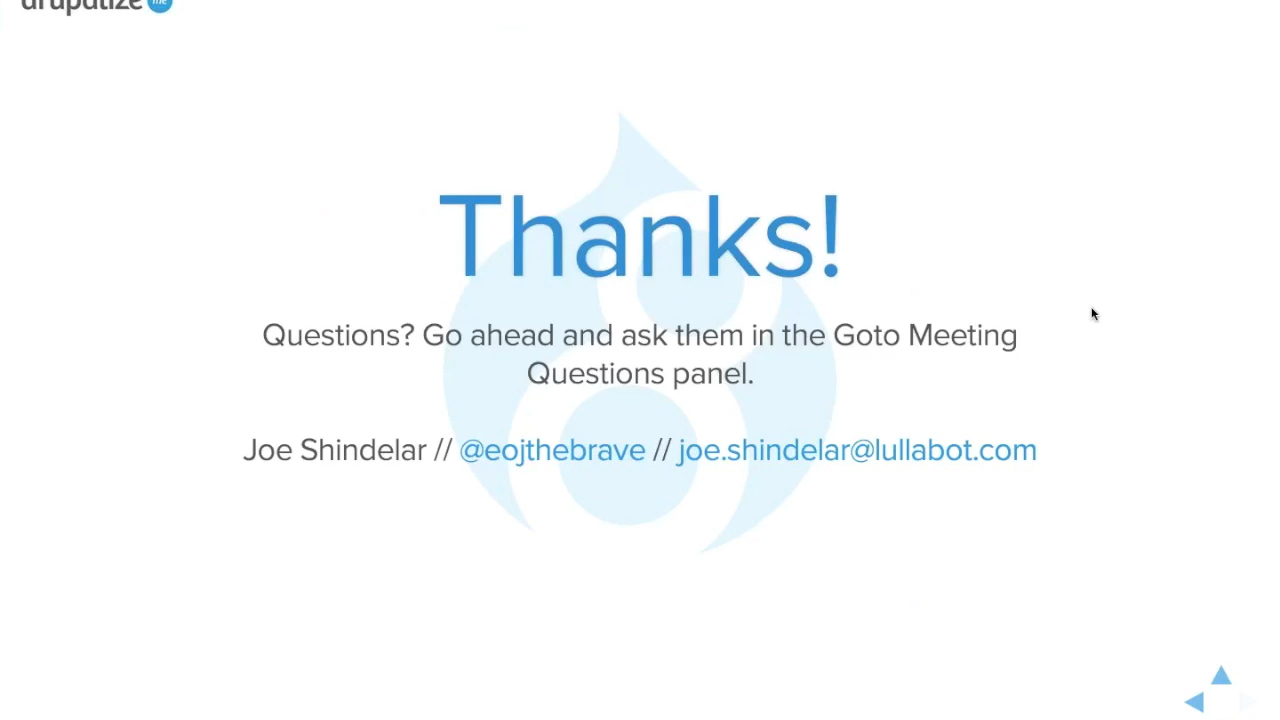 drupalize me
Thanks!
Questions? Go ahead and ask them in the Goto Meeting
Questions panel.
Joe Shindelar // @eojthebrave // joe.shindelar@lullabot.com